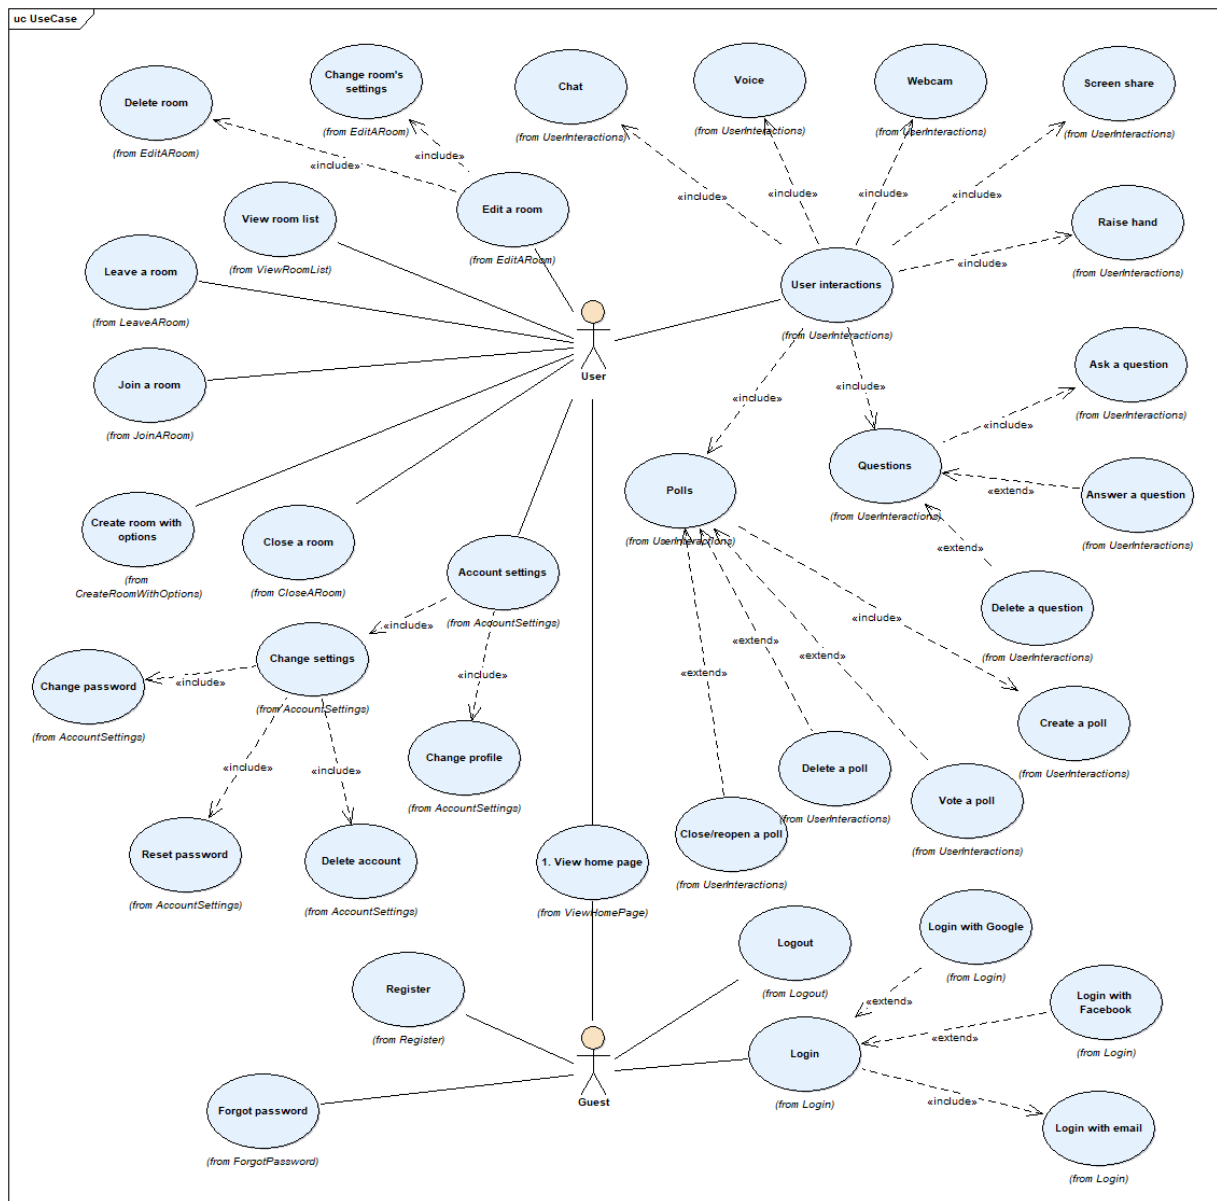 uc UseCase
Change room's
settings
(from EditARoom)
Delete room
(from EditARoom)
Chat
(from UserInteractions)
Voice
(from UserInteractions)
Webcam
(from UserInteractions)
Screen share
(from UserInteractions)
«include»
«include»
«include»
«include»
«include»
«include»
View room list
(from ViewRoomList)
Edit a room
(from EditARoom)
Raise hand
(from UserInteractions)
«include»
Leave a room
(from LeaveARoom)
User interactions
(from UserInteractions)
User
Join a room
(from JoinARoom)
«include»
«include»
Ask a question
(from UserInteractions)
«include»
Questions
(from UserInteractions)
Polls
(from UserInteractions)
Answer a question
(from UserInteractions)
«extend»
«extend»
Create room with
options
(from
CreateRoomWithOptions)
Close a room
(from CloseARoom)
Account settings
(from AccountSettings)
Delete a question
(from UserInteractions)
«include»
«include»
«extend»
«extend»
«extend»
Change settings
(from AccountSettings)
Change password
(from AccountSettings)
«include»
«include»
Create a poll
(from UserInteractions)
Change profile
(from AccountSettings)
«include»
«include»
Delete a poll
(from UserInteractions)
Vote a poll
(from UserInteractions)
Close/reopen a poll
(from UserInteractions)
Reset password
(from AccountSettings)
Delete account
(from AccountSettings)
1. View home page
(from ViewHomePage)
Login with Google
(from Login)
Logout
(from Logout)
Register
(from Register)
«extend»
Login with
Facebook
(from Login)
«extend»
Login
(from Login)
Guest
Forgot password
(from ForgotPassword)
«include»
Login with email
(from Login)